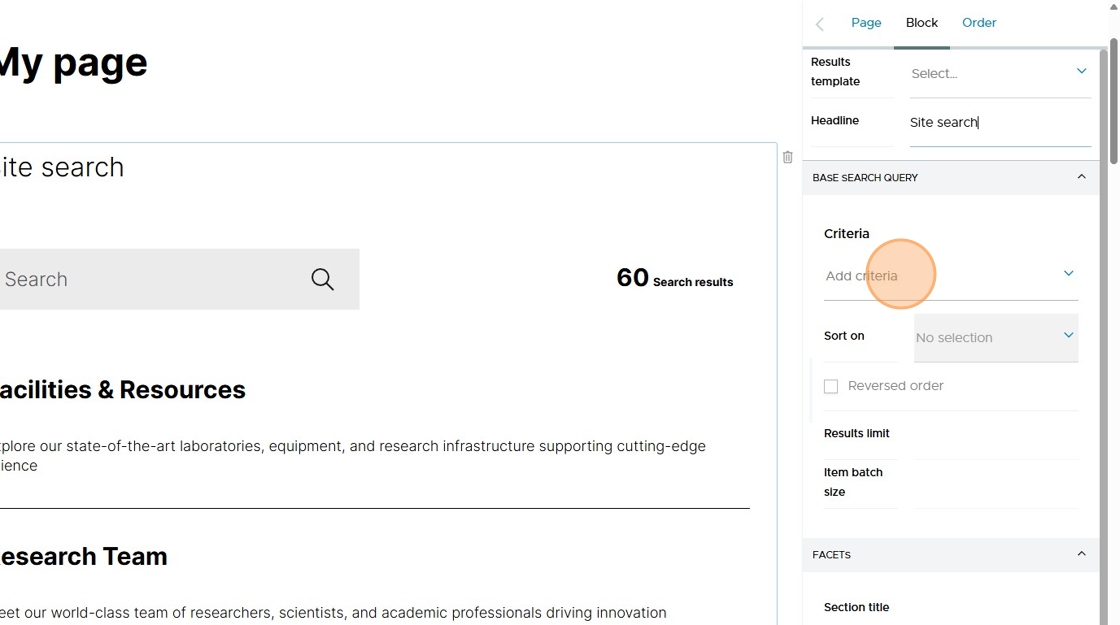 Page Block Order
My page
Results
template
Select...
Headline
Site search
ite search
BASE SEARCH QUERY
Criteria
Add criteria
Search
60 Search results
Sort on
No selection
Reversed order
acilities & Resources
Results limit
plore our state-of-the-art laboratories, equipment, and research infrastructure supporting cutting-edge
ience
Item batch
size
esearch Team
FACETS
eet our world-class team of researchers, scientists, and academic professionals driving innovation
Section title